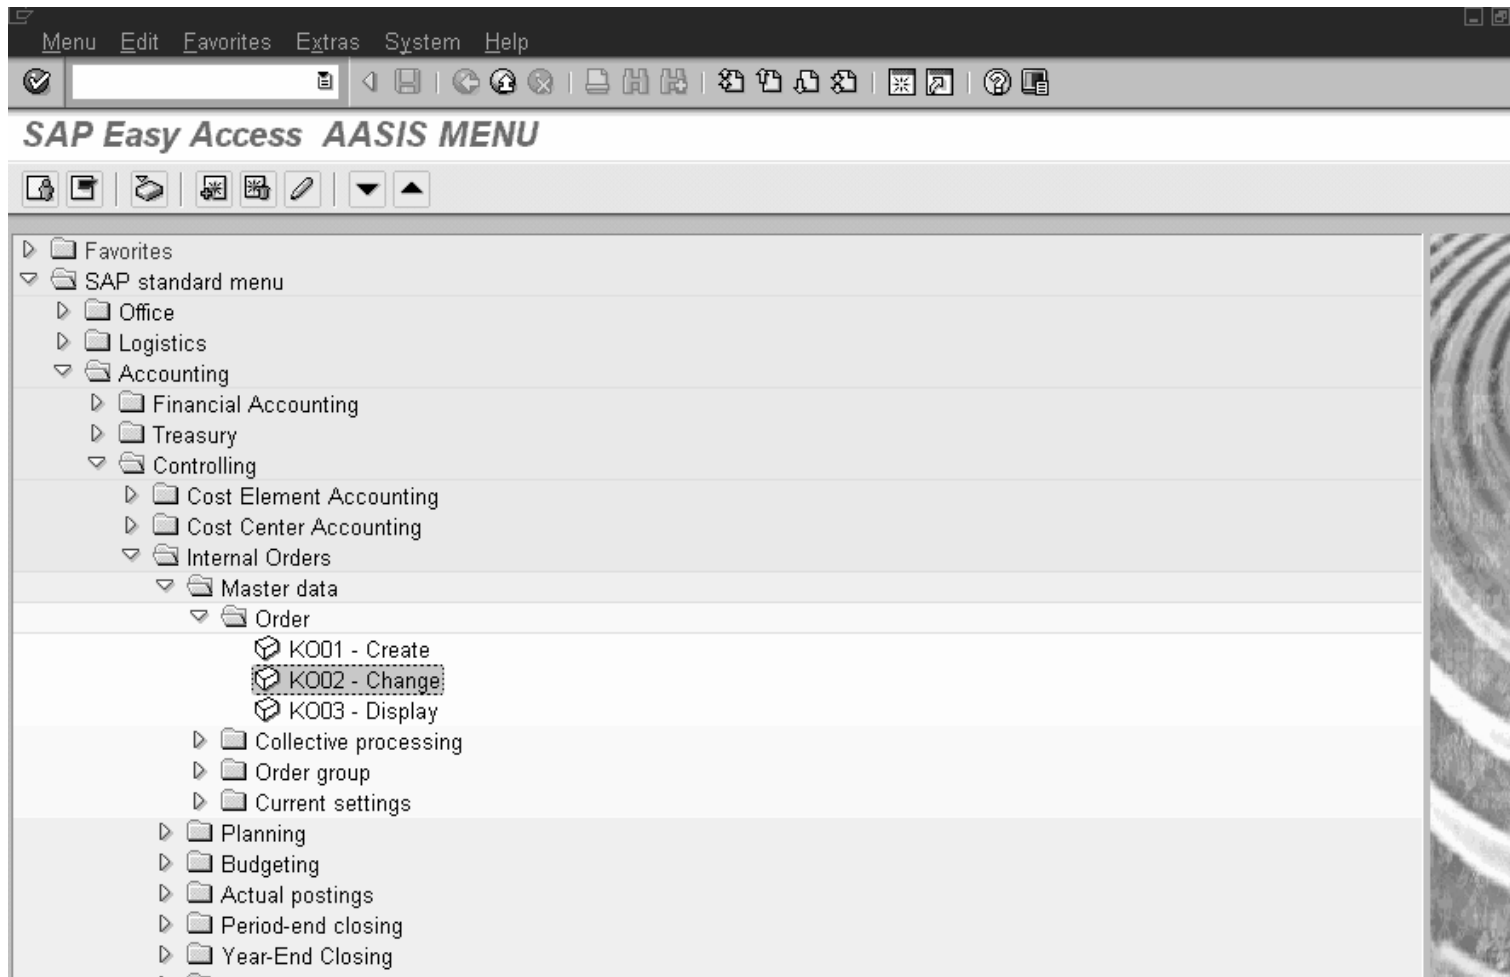 Menu Edit Favorites Extras System Help
SAP Easy Access AASIS MENU
Favorites
SAP standard menu
Office
Logistics
Accounting
Financial Accounting
Treasury
Controlling
Cost Element Accounting
Cost Center Accounting
Internal Orders
Master data
Order
KO01 - Create
KO02 - Change
KO03 - Display
Collective processing
Order group
Current settings
Planning
Budgeting
Actual postings
Period-end closing
Year-End Closing